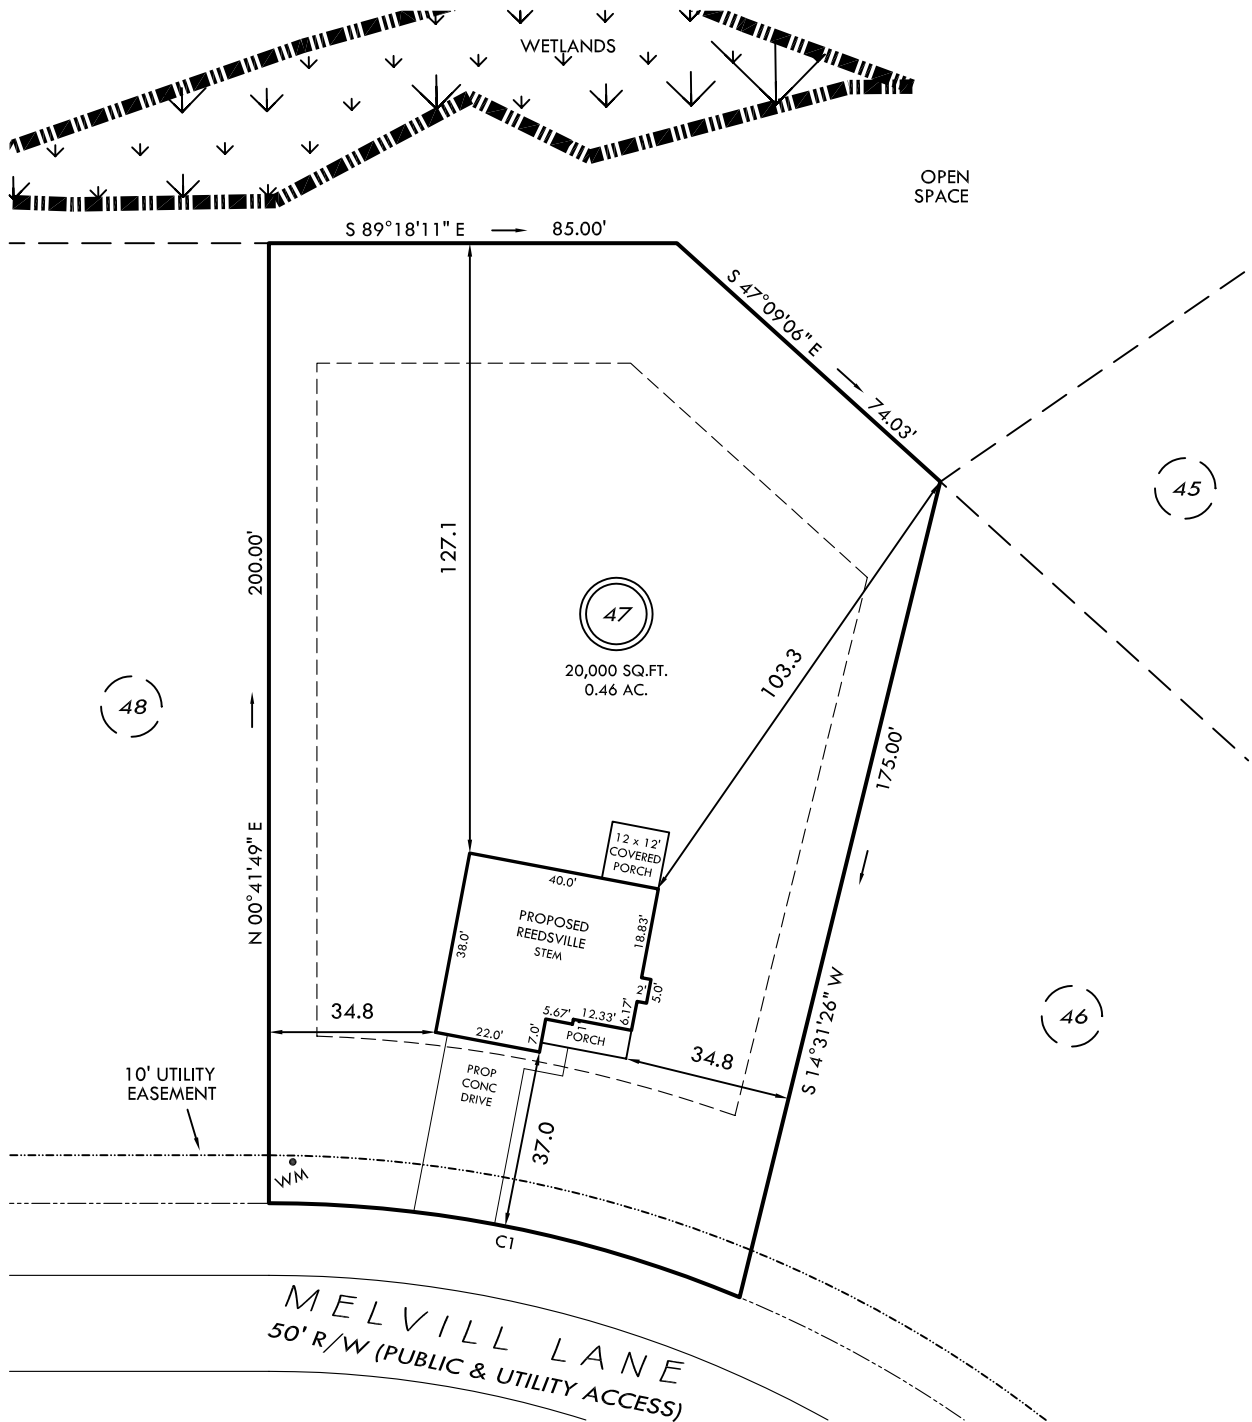 WETLANDS
OPEN
SPACE
S 89°18'11" E
85.00'
S 47°09'06" E
74.03'
45
127.1
200.00'
47
20,000 SQ.FT.
0.46 AC.
103.3
48
175.00'
N 00°41'49" E
12 x 12'
COVERED
PORCH
40.0'
PROPOSED
REEDSVILLE
STEM
38.0'
18.83'
2'
5.0'
6.17'
5.67'
1'
12.33'
PORCH
22.0'
7.0'
34.8
34.8
S 14°31'26" W
46
PROP
CONC
DRIVE
10' UTILITY
EASEMENT
37.0
WM
C1
MELVILL LANE
50' R/W (PUBLIC & UTILITY ACCESS)